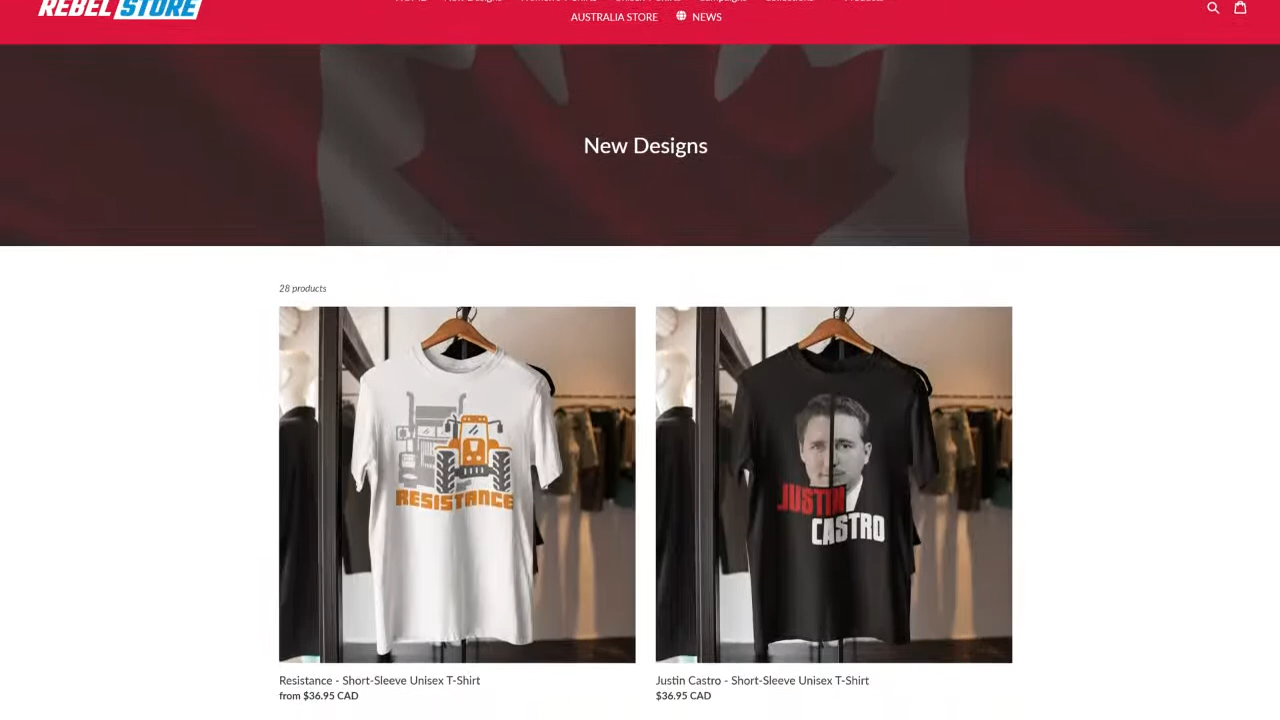 REBEL STORE
AUSTRALIA STORE NEWS
New Designs
28 products
RESISTANCE
JUSTIN
CASTRO
Resistance - Short-Sleeve Unisex T-Shirt
from $36.95 CAD
Justin Castro - Short-Sleeve Unisex T-Shirt
$36.95 CAD